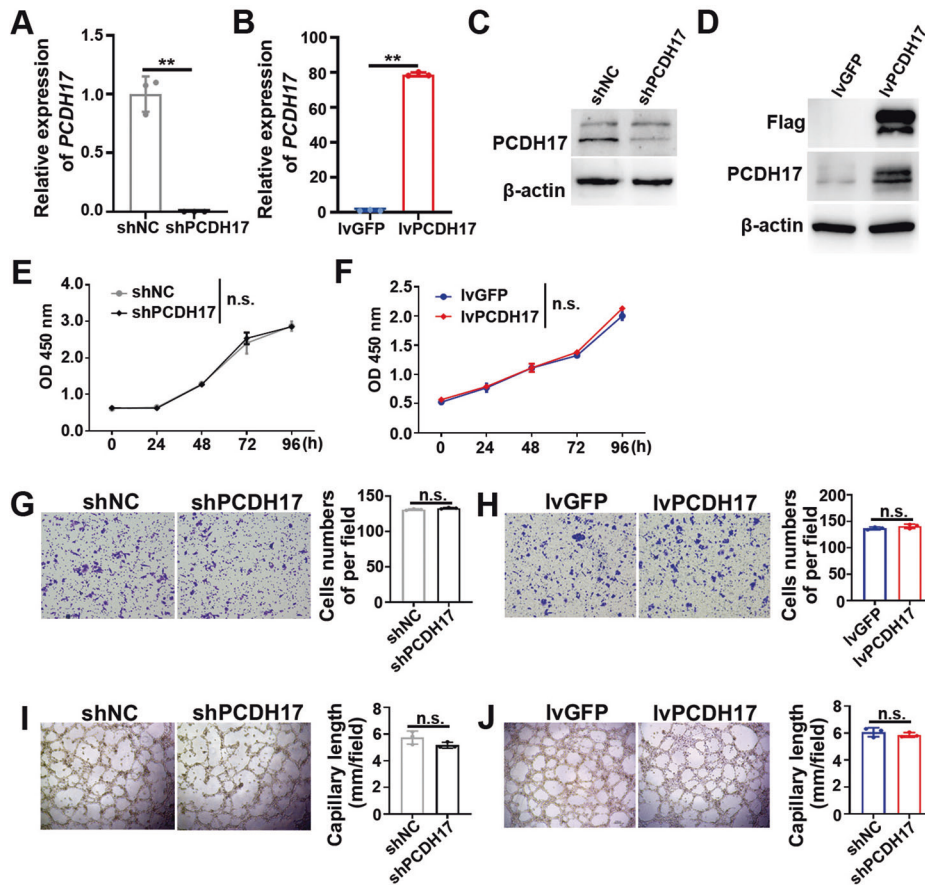 A
Relative expression
of PCDH17
1.5
1.0
0.5
0.0
**
shNC shPCDH17
B
Relative expression
of PCDH17
100
80
60
40
20
0
**
lvGFP lvPCDH17
C
shNC
shPCDH17
PCDH17
β-actin
D
lvGFP
lvPCDH17
Flag
PCDH17
β-actin
E
OD 450 nm
4.0
3.0
2.0
1.0
0.0
shNC
shPCDH17
n.s.
0 24 48 72 96(h)
F
OD 450 nm
2.5
2.0
1.5
1.0
0.5
0.0
lvGFP
lvPCDH17
n.s.
0 24 48 72 96(h)
G
shNC shPCDH17
Cells numbers
of per field
150
100
50
0
n.s.
shNC
shPCDH17
H
lvGFP lvPCDH17
Cells numbers
of per field
200
150
100
50
0
n.s.
lvGFP
lvPCDH17
I
shNC shPCDH17
Capillary length
(mm/field)
8
6
4
2
0
n.s.
shNC
shPCDH17
J
lvGFP lvPCDH17
Capillary length
(mm/field)
8
6
4
2
0
n.s.
shNC
shPCDH17